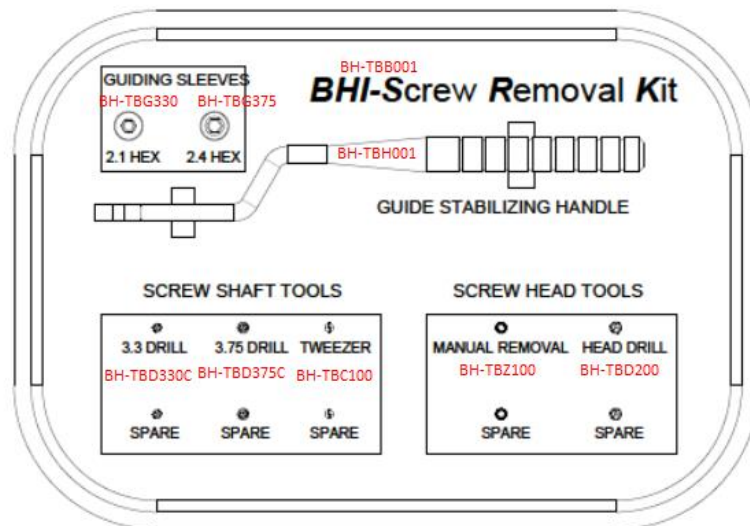 BH-TBB001
GUIDING SLEEVES
BHI-Screw Removal Kit
BH-TBG330 BH-TBG375
2.1 HEX 2.4 HEX
BH-TBH001
GUIDE STABILIZING HANDLE
SCREW SHAFT TOOLS
3.3 DRILL 3.75 DRILL TWEEZER
BH-TBD330C BH-TBD375C BH-TBC100
SPARE SPARE SPARE
SCREW HEAD TOOLS
MANUAL REMOVAL HEAD DRILL
BH-TBZ100 BH-TBD200
SPARE SPARE